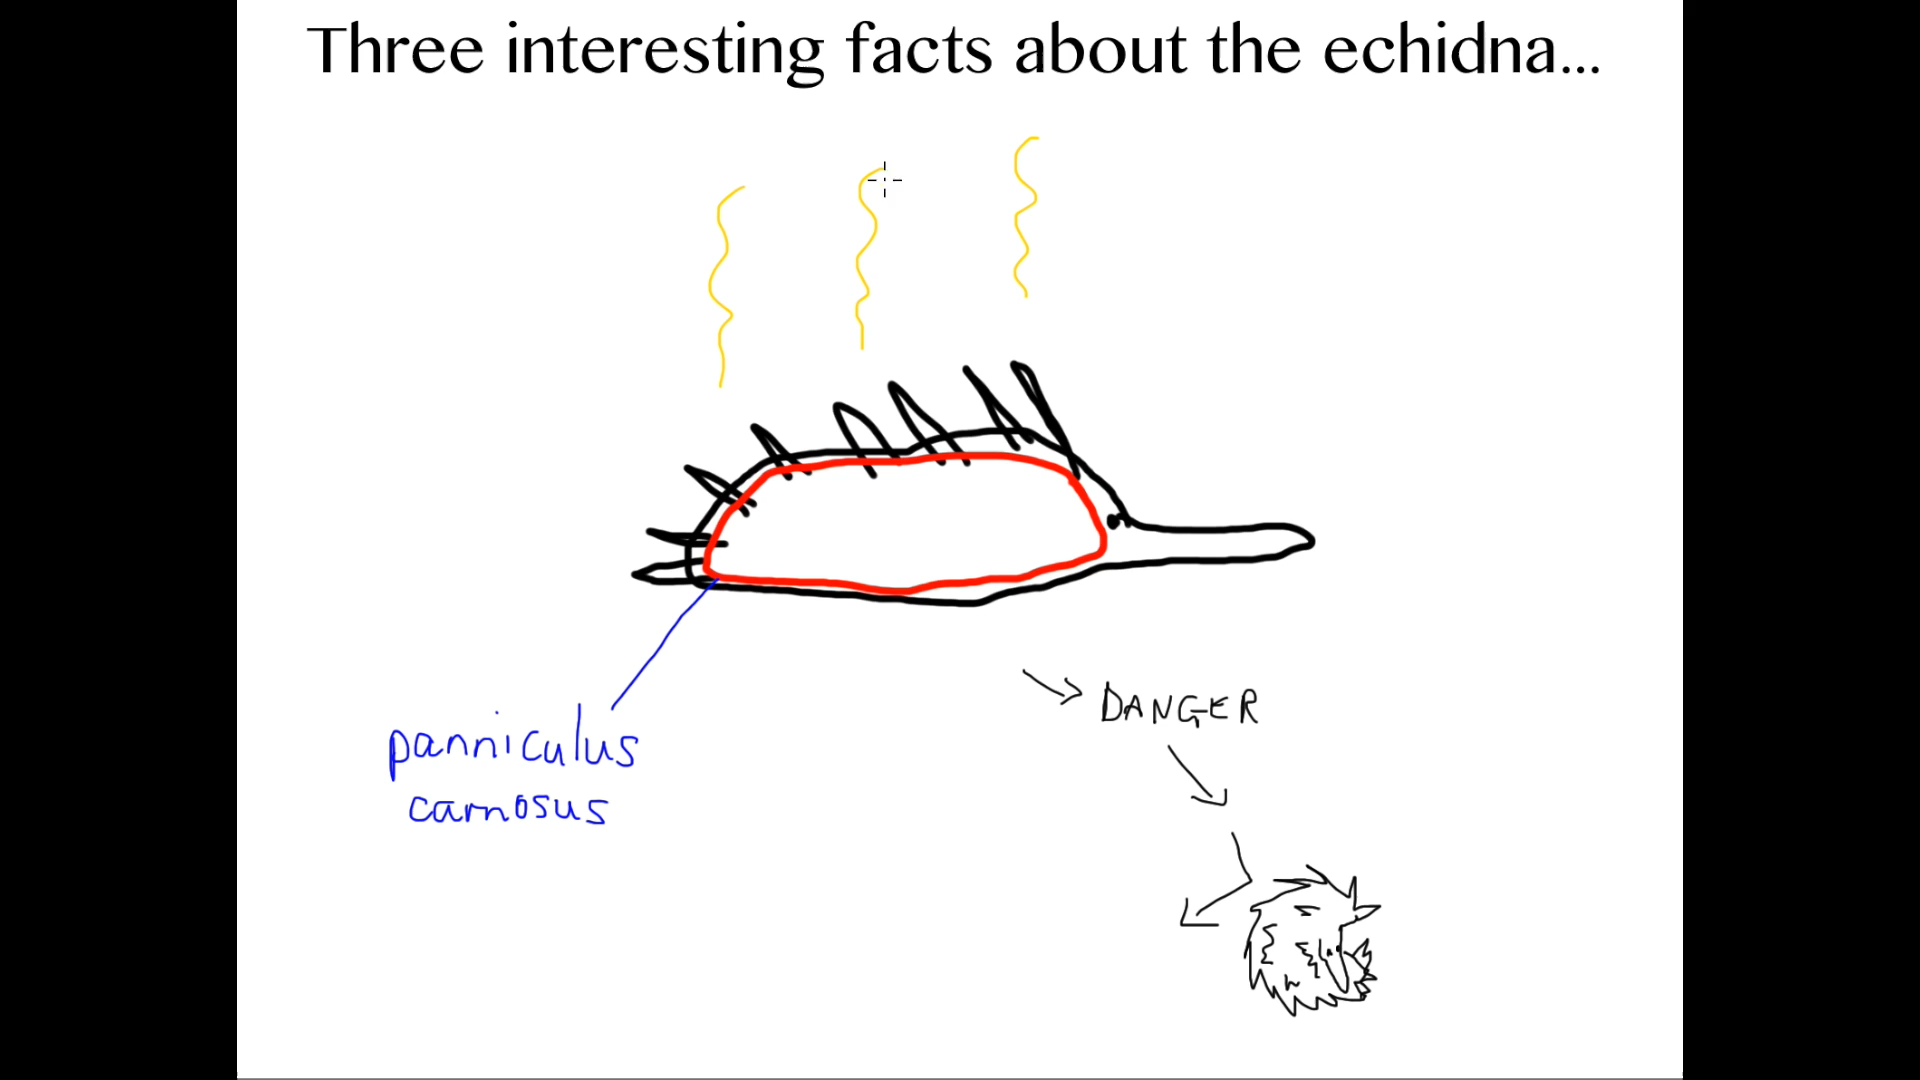 Three interesting facts about the echidna...
DANGER
panniculus
carnosus